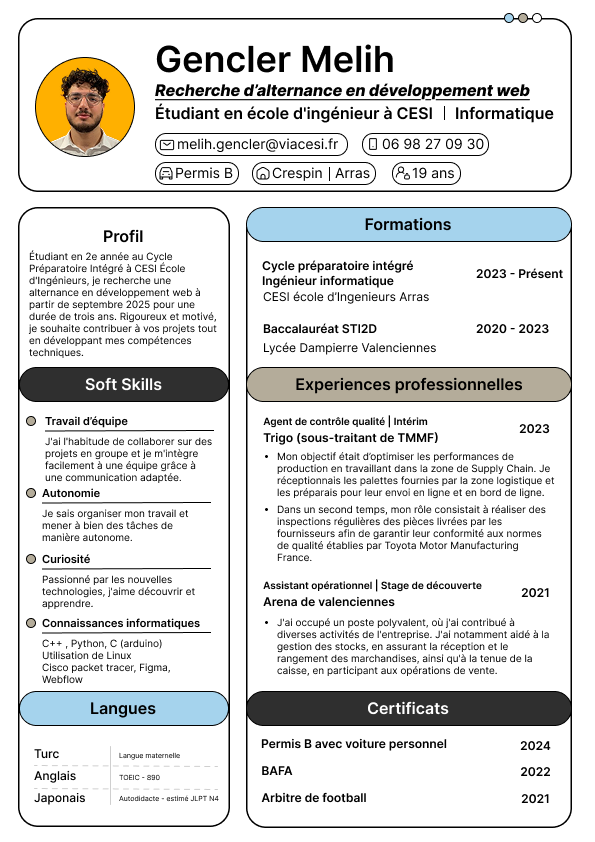 Gencler Melih
Recherche d'alternance en développement web
Étudiant en école d'ingénieur à CESI | Informatique
melih.gencler@viacesi.fr
06 98 27 09 30
Permis B
Crespin | Arras
19 ans
Profil
Étudiant en 2e année au Cycle
Préparatoire Intégré à CESI École
d'Ingénieurs, je recherche une
alternance en développement web à
partir de septembre 2025 pour une
durée de trois ans. Rigoureux et motivé,
je souhaite contribuer à vos projets tout
en développant mes compétences
techniques.
Soft Skills
Travail d'équipe
J'ai l'habitude de collaborer sur des
projets en groupe et je m'intègre
facilement à une équipe grâce à
une communication adaptée.
Autonomie
Je sais organiser mon travail et
mener à bien des tâches de
manière autonome.
Curiosité
Passionné par les nouvelles
technologies, j'aime découvrir et
apprendre.
Connaissances informatiques
C++ , Python, C (arduino)
Utilisation de Linux
Cisco packet tracer, Figma,
Webflow
Langues
Turc Langue maternelle
Anglais TOEIC - 890
Japonais Autodidacte - estimé JLPT N4
Formations
Cycle préparatoire intégré
Ingénieur informatique
2023 - Présent
CESI école d'Ingenieurs Arras
Baccalauréat STI2D 2020 - 2023
Lycée Dampierre Valenciennes
Experiences professionnelles
Agent de contrôle qualité | Intérim
2023
Trigo (sous-traitant de TMMF)
• Mon objectif était d'optimiser les performances de
production en travaillant dans la zone de Supply Chain. Je
réceptionnais les palettes fournies par la zone logistique et
les préparais pour leur envoi en ligne et en bord de ligne.
• Dans un second temps, mon rôle consistait à réaliser des
inspections régulières des pièces livrées par les
fournisseurs afin de garantir leur conformité aux normes
de qualité établies par Toyota Motor Manufacturing
France.
Assistant opérationnel | Stage de découverte
2021
Arena de valenciennes
• J'ai occupé un poste polyvalent, où j'ai contribué à
diverses activités de l'entreprise. J'ai notamment aidé à la
gestion des stocks, en assurant la réception et le
rangement des marchandises, ainsi qu'à la tenue de la
caisse, en participant aux opérations de vente.
Certificats
Permis B avec voiture personnel 2024
BAFA 2022
Arbitre de football 2021